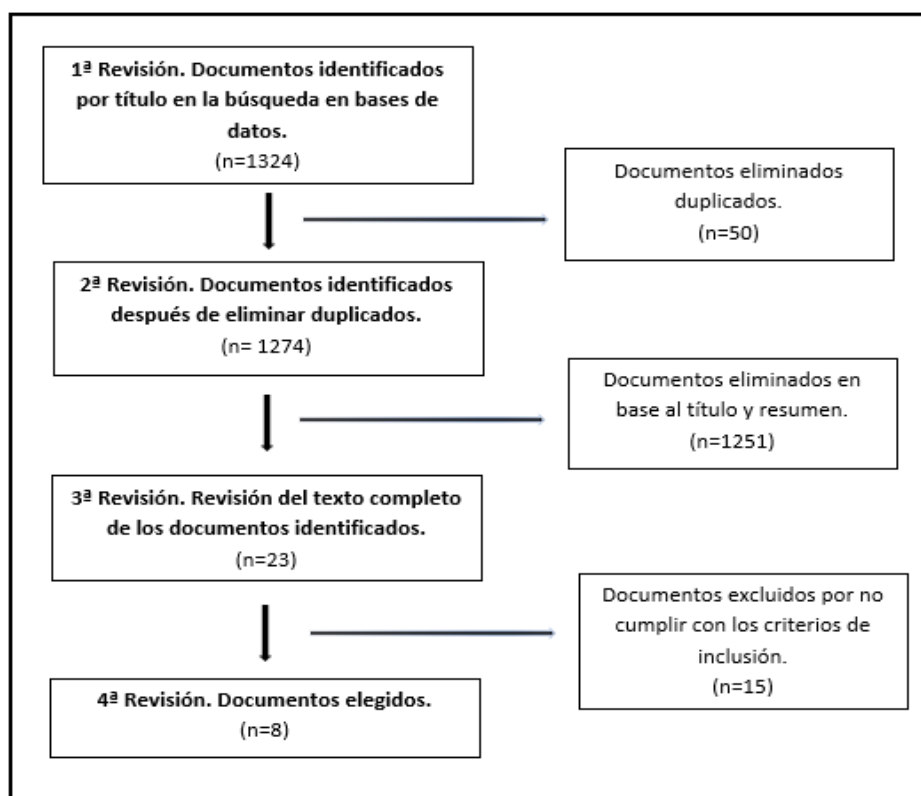 1ª Revisión. Documentos identificados
por título en la búsqueda en bases de
datos.
(n=1324)
Documentos eliminados
duplicados.
(n=50)
2ª Revisión. Documentos identificados
después de eliminar duplicados.
(n= 1274)
Documentos eliminados en
base al título y resumen.
(n=1251)
3ª Revisión. Revisión del texto completo
de los documentos identificados.
(n=23)
Documentos excluidos por no
cumplir con los criterios de
inclusión.
(n=15)
4ª Revisión. Documentos elegidos.
(n=8)